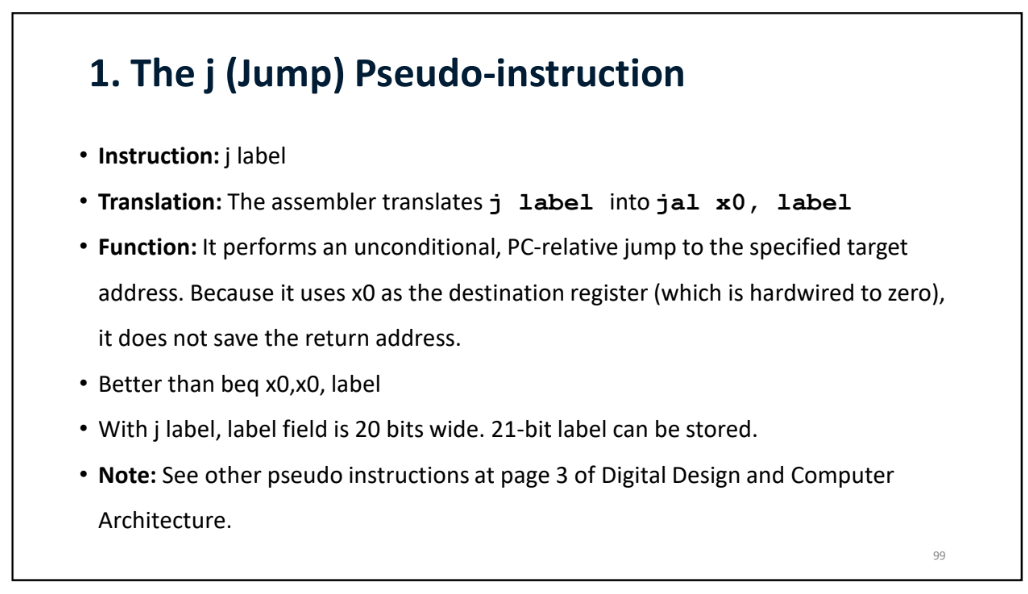 1. The j (Jump) Pseudo-instruction
• Instruction: j label
• Translation: The assembler translates j label into jal x0, label
• Function: It performs an unconditional, PC-relative jump to the specified target
address. Because it uses x0 as the destination register (which is hardwired to zero),
it does not save the return address.
• Better than beq x0,x0, label
• With j label, label field is 20 bits wide. 21-bit label can be stored.
• Note: See other pseudo instructions at page 3 of Digital Design and Computer
Architecture.
99